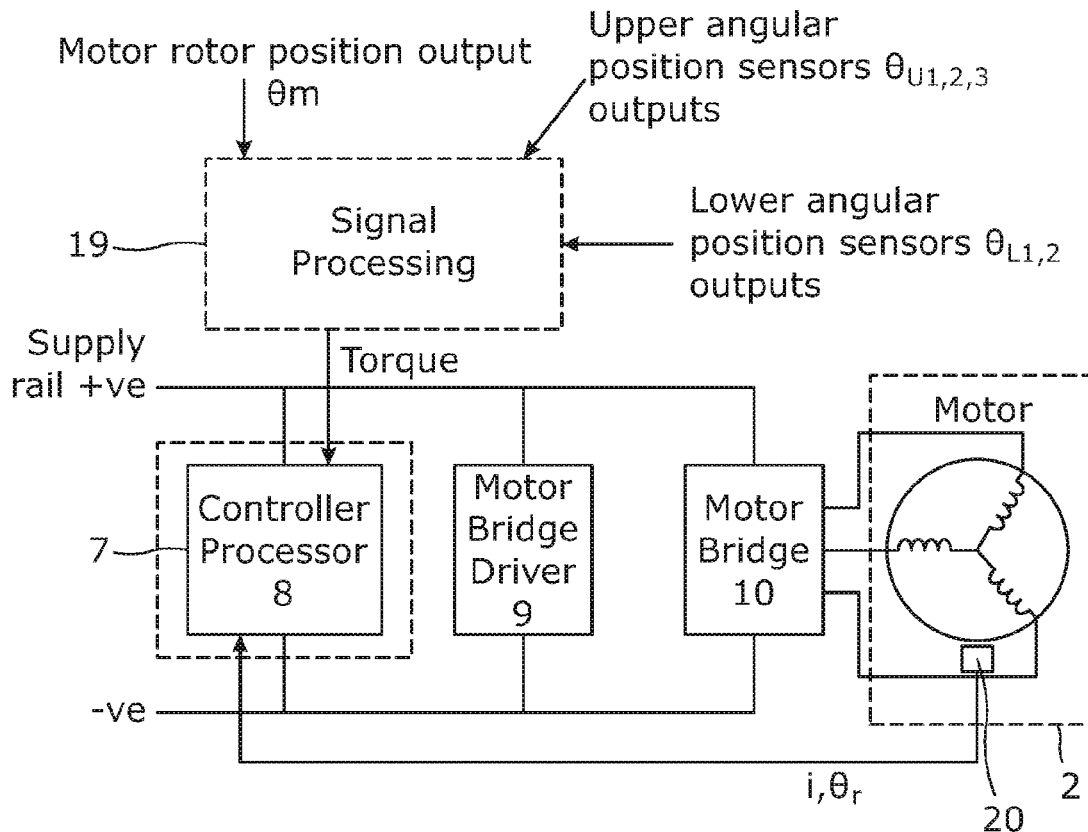 Motor rotor position output
θm
Upper angular
position sensors θU1,2,3
outputs
Lower angular
position sensors θL1,2
outputs
19
Signal
Processing
Supply
rail +ve
Torque
Motor
7
Controller
Processor
8
Motor
Bridge
Driver
9
Motor
Bridge
10
-ve
i,θr
20
2